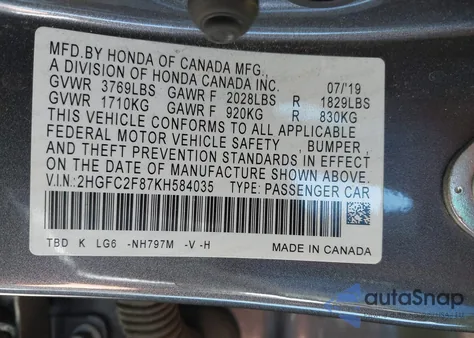 MFD.BY HONDA OF CANADA MFG.,
A DIVISION OF HONDA CANADA INC. 07/'19
GVWR 3769LBS GAWR F 2028LBS R 1829LBS
GVWR 1710KG GAWR F 920KG R 830KG
THIS VEHICLE CONFORMS TO ALL APPLICABLE
FEDERAL MOTOR VEHICLE SAFETY , BUMPER ,
AND THEFT PREVENTION STANDARDS IN EFFECT
ON THE DATE OF MANUFACTURE SHOWN ABOVE.
V.I.N.: 2HGFC2F87KH584035 TYPE: PASSENGER CAR
TBD K LG6 -NH797M -V -H MADE IN CANADA
autoSnap